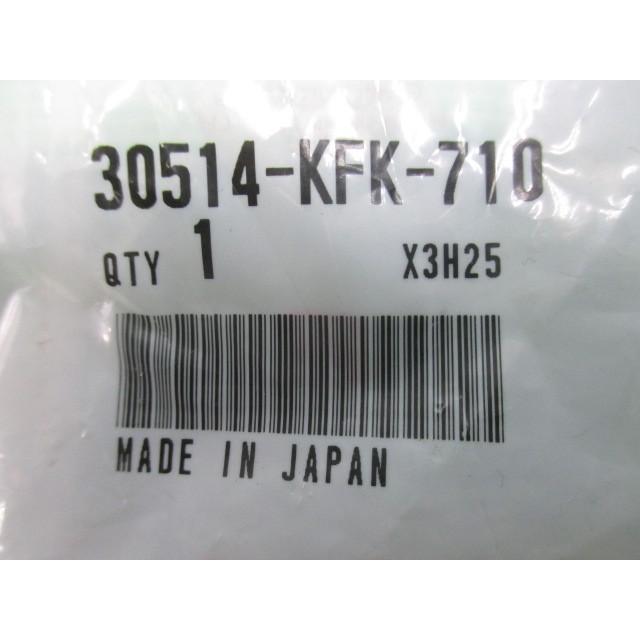 30514-KFK-710
QTY 1 X3H25
MADE IN JAPAN